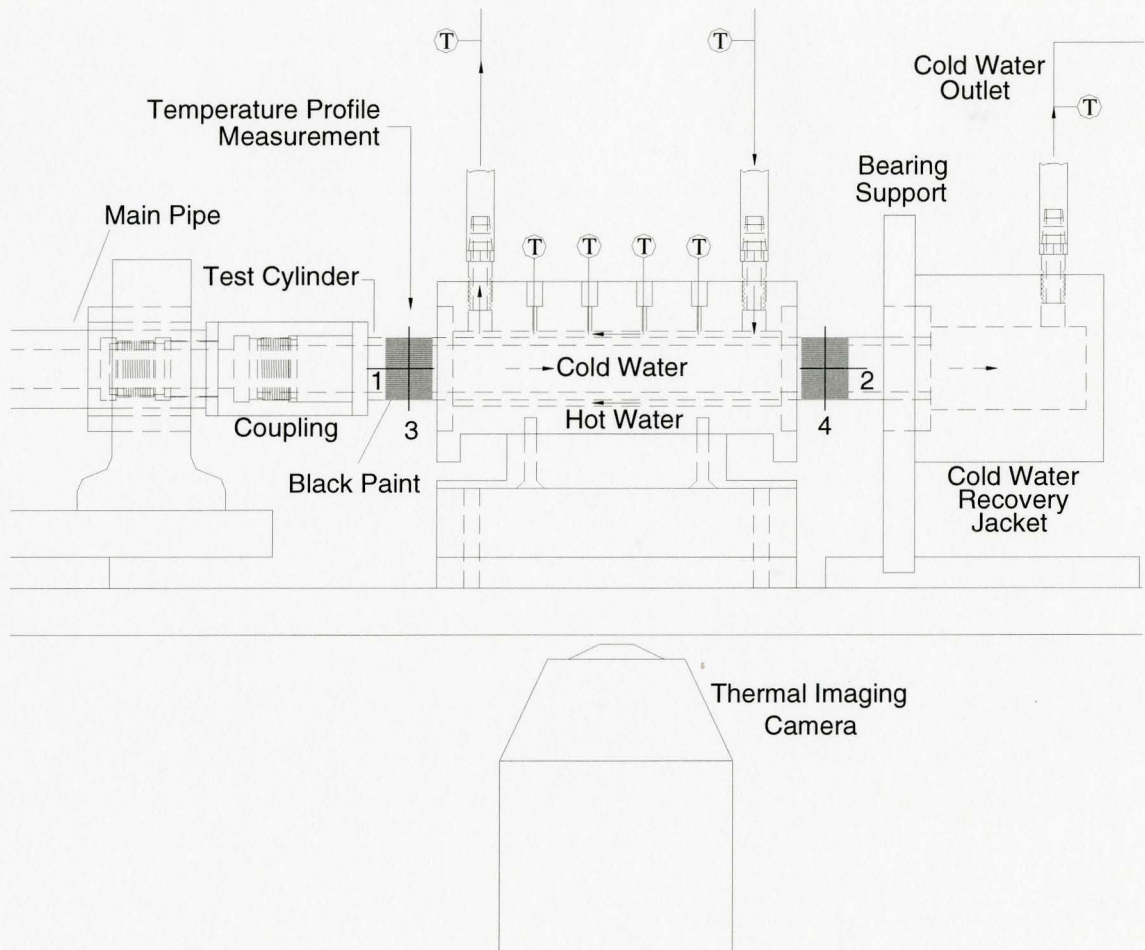 T
T
Cold Water
Outlet
T
Temperature Profile
Measurement
Bearing
Support
Main Pipe
T
T
T
T
Test Cylinder
Cold Water
1
2
Hot Water
3
Coupling
4
Black Paint
Cold Water
Recovery
Jacket
Thermal Imaging
Camera